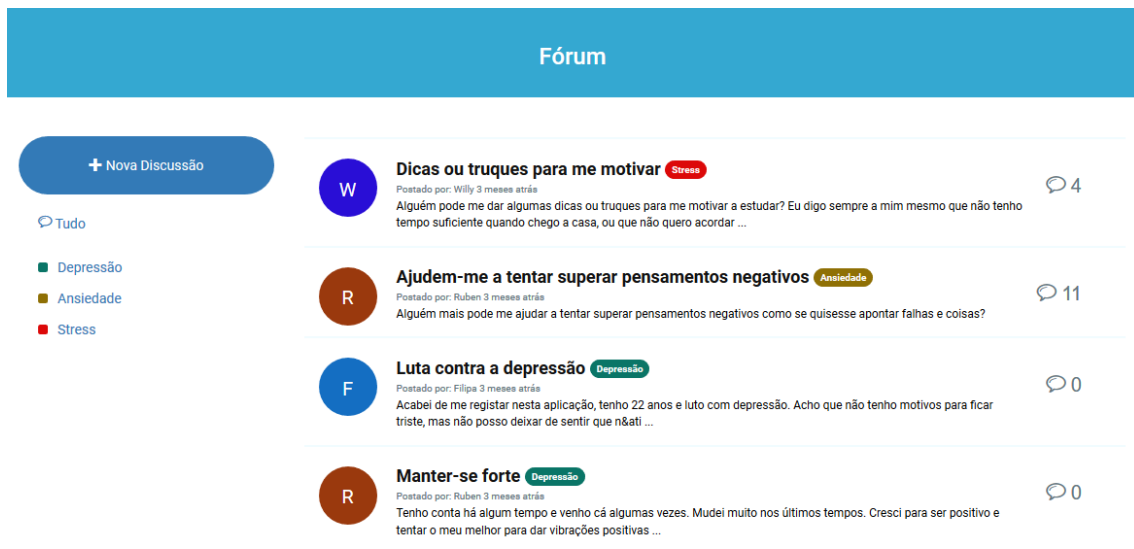 Fórum
+ Nova Discussão
Tudo
Depressão
Ansiedade
Stress
W
Dicas ou truques para me motivar Stress
Postado por: Willy 3 meses atrás
Alguém pode me dar algumas dicas ou truques para me motivar a estudar? Eu digo sempre a mim mesmo que não tenho
tempo suficiente quando chego a casa, ou que não quero acordar ...
4
R
Ajudem-me a tentar superar pensamentos negativos Ansiedade
Postado por: Ruben 3 meses atrás
Alguém mais pode me ajudar a tentar superar pensamentos negativos como se quisesse apontar falhas e coisas?
11
F
Luta contra a depressão Depressão
Postado por: Filipa 3 meses atrás
Acabei de me registar nesta aplicação, tenho 22 anos e luto com depressão. Acho que não tenho motivos para ficar
triste, mas não posso deixar de sentir que n&ati ...
0
R
Manter-se forte Depressão
Postado por: Ruben 3 meses atrás
Tenho conta há algum tempo e venho cá algumas vezes. Mudei muito nos últimos tempos. Cresci para ser positivo e
tentar o meu melhor para dar vibrações positivas ...
0